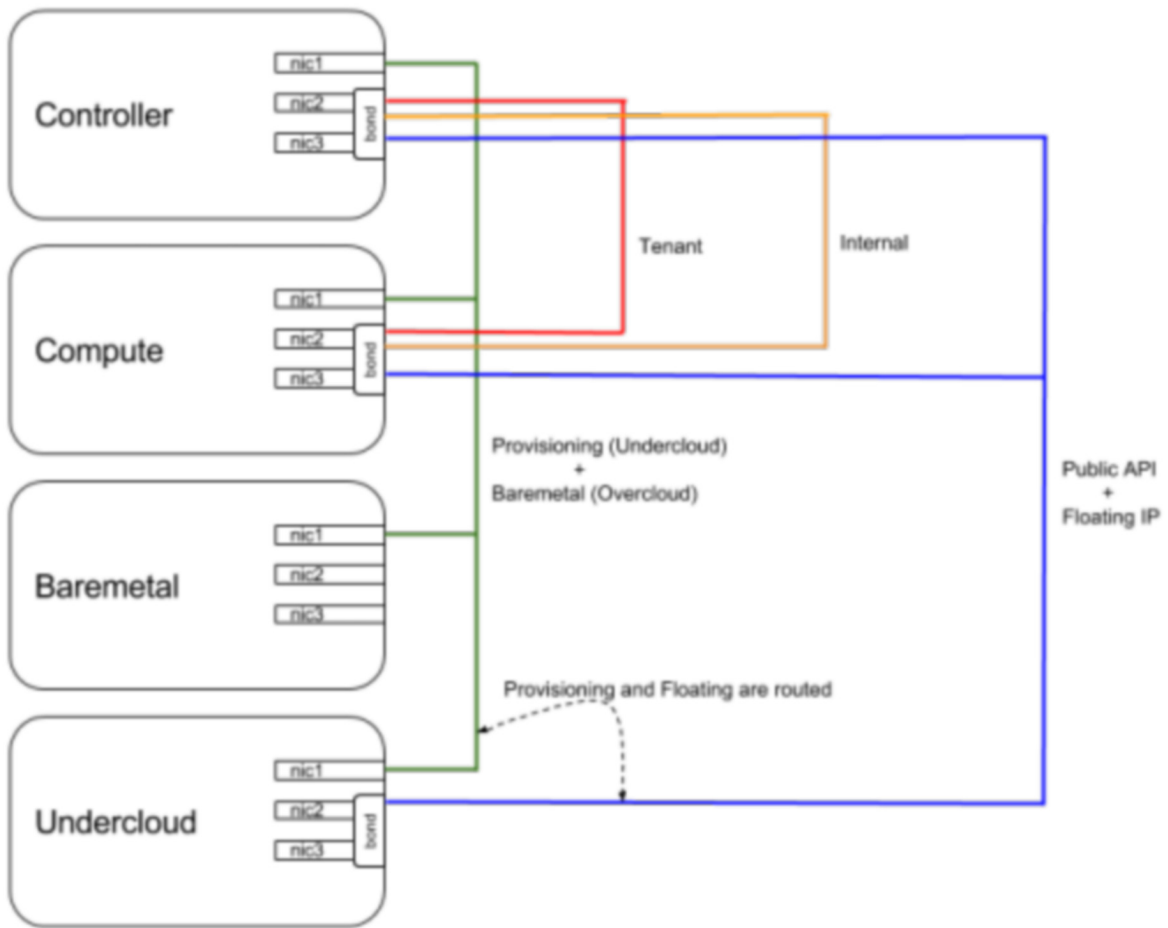 nic1
nic2
Controller
bond
nic3
Tenant
Internal
nic1
nic2
Compute
bond
nic3
Provisioning (Undercloud)
+
Baremetal (Overcloud)
Public API
+
Floating IP
nic1
nic2
Baremetal
nic3
Provisioning and Floating are routed
nic1
nic2
Undercloud
bond
nic3